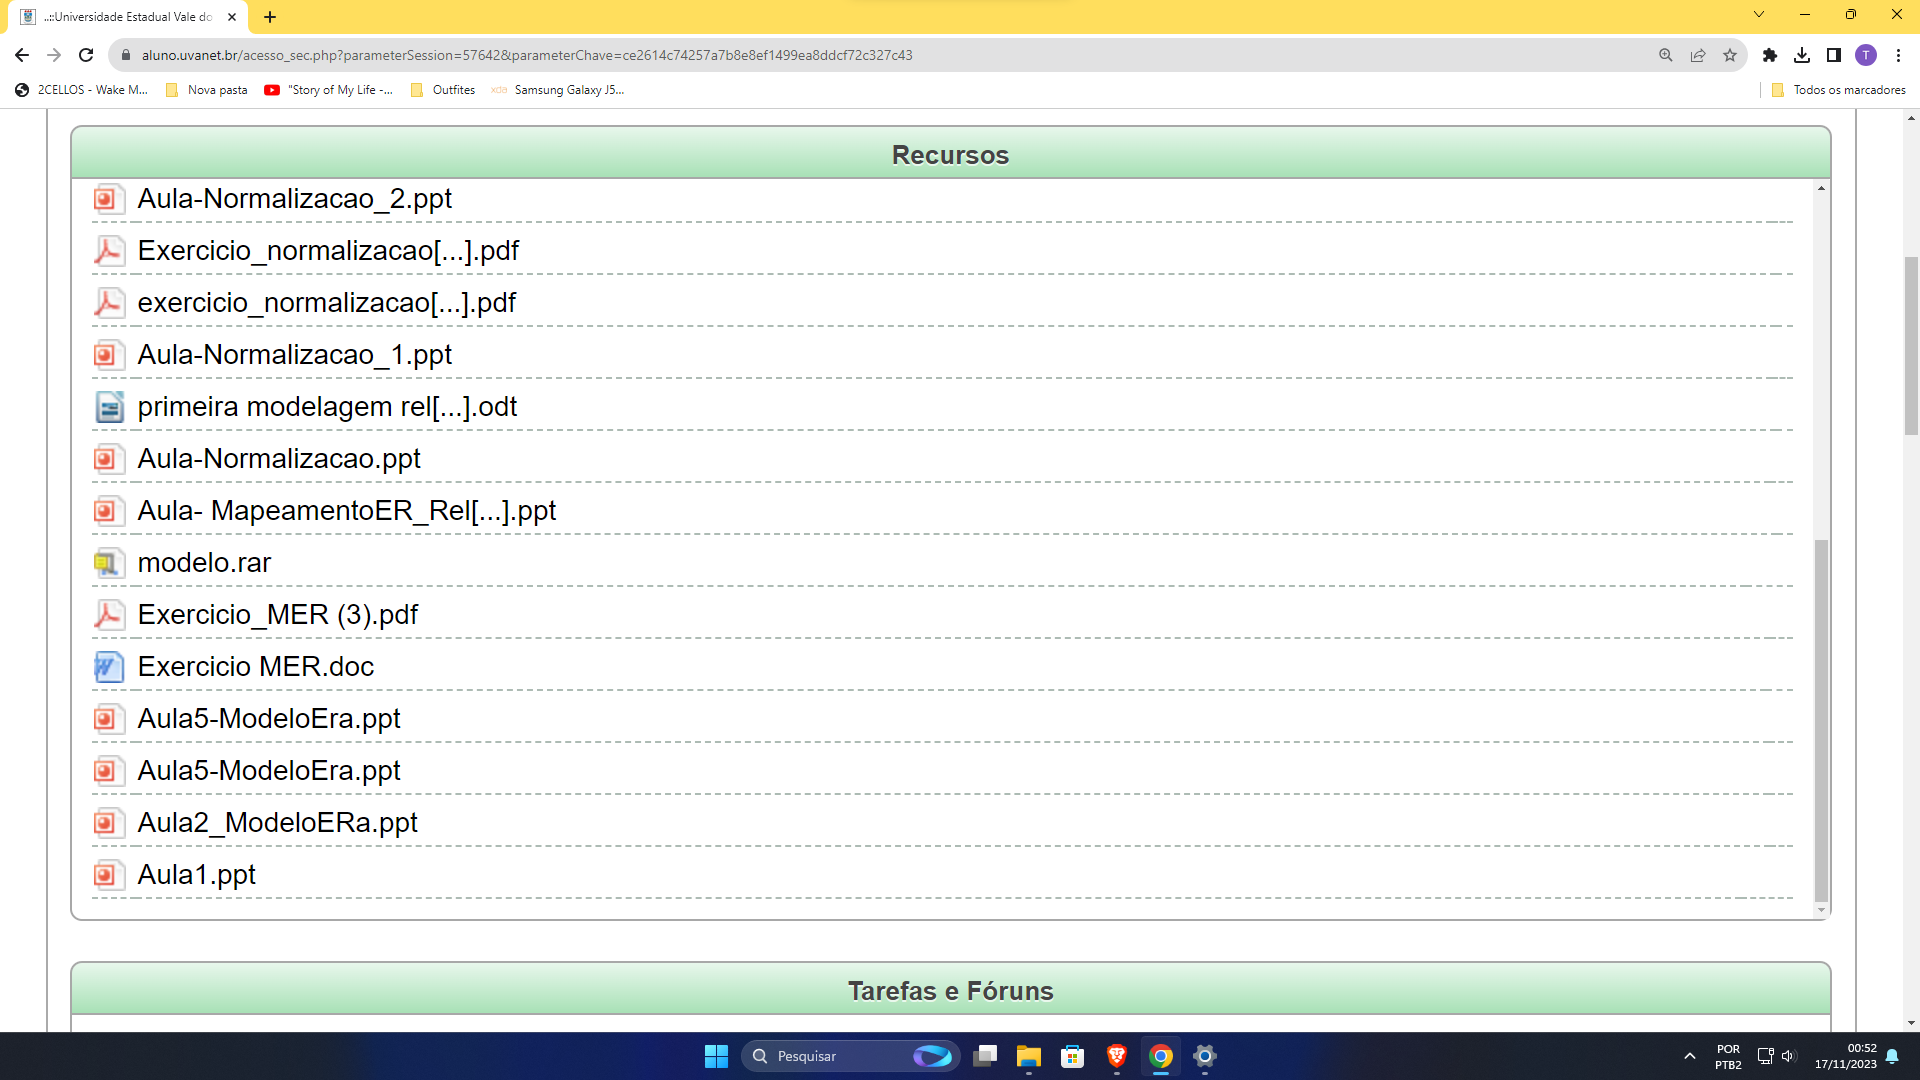 ..::Universidade Estadual Vale do
aluno.uvanet.br/acesso_sec.php?parameterSession=57642&parameterChave=ce2614c74257a7b8e8ef1499ea8ddcf72c327c43
T
2CELLOS - Wake M...
Nova pasta
"Story of My Life -...
Outfites
xda
Samsung Galaxy J5...
Todos os marcadores
Recursos
Aula-Normalizacao_2.ppt
Exercicio_normalizacao[...].pdf
exercicio_normalizacao[...].pdf
Aula-Normalizacao_1.ppt
primeira modelagem rel[...].odt
Aula-Normalizacao.ppt
Aula- MapeamentoER_Rel[...].ppt
modelo.rar
Exercicio_MER (3).pdf
Exercicio MER.doc
Aula5-ModeloEra.ppt
Aula5-ModeloEra.ppt
Aula2_ModeloERa.ppt
Aula1.ppt
Tarefas e Fóruns
Pesquisar
POR
PTB2
00:52
17/11/2023